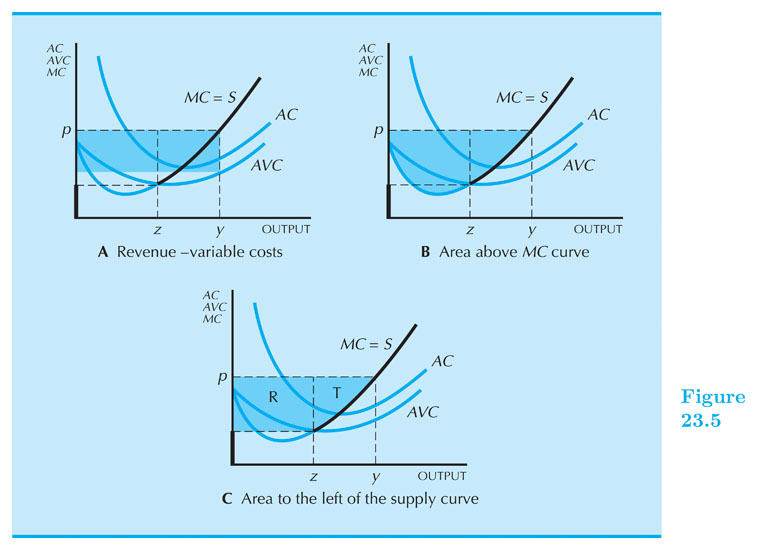 AC
AVC
MC
MC = S
AC
AVC
p
z
y
OUTPUT
A Revenue –variable costs
AC
AVC
MC
MC = S
AC
AVC
p
z
y
OUTPUT
B Area above MC curve
AC
AVC
MC
MC = S
AC
AVC
p
R
T
z
y
OUTPUT
C Area to the left of the supply curve
Figure
23.5